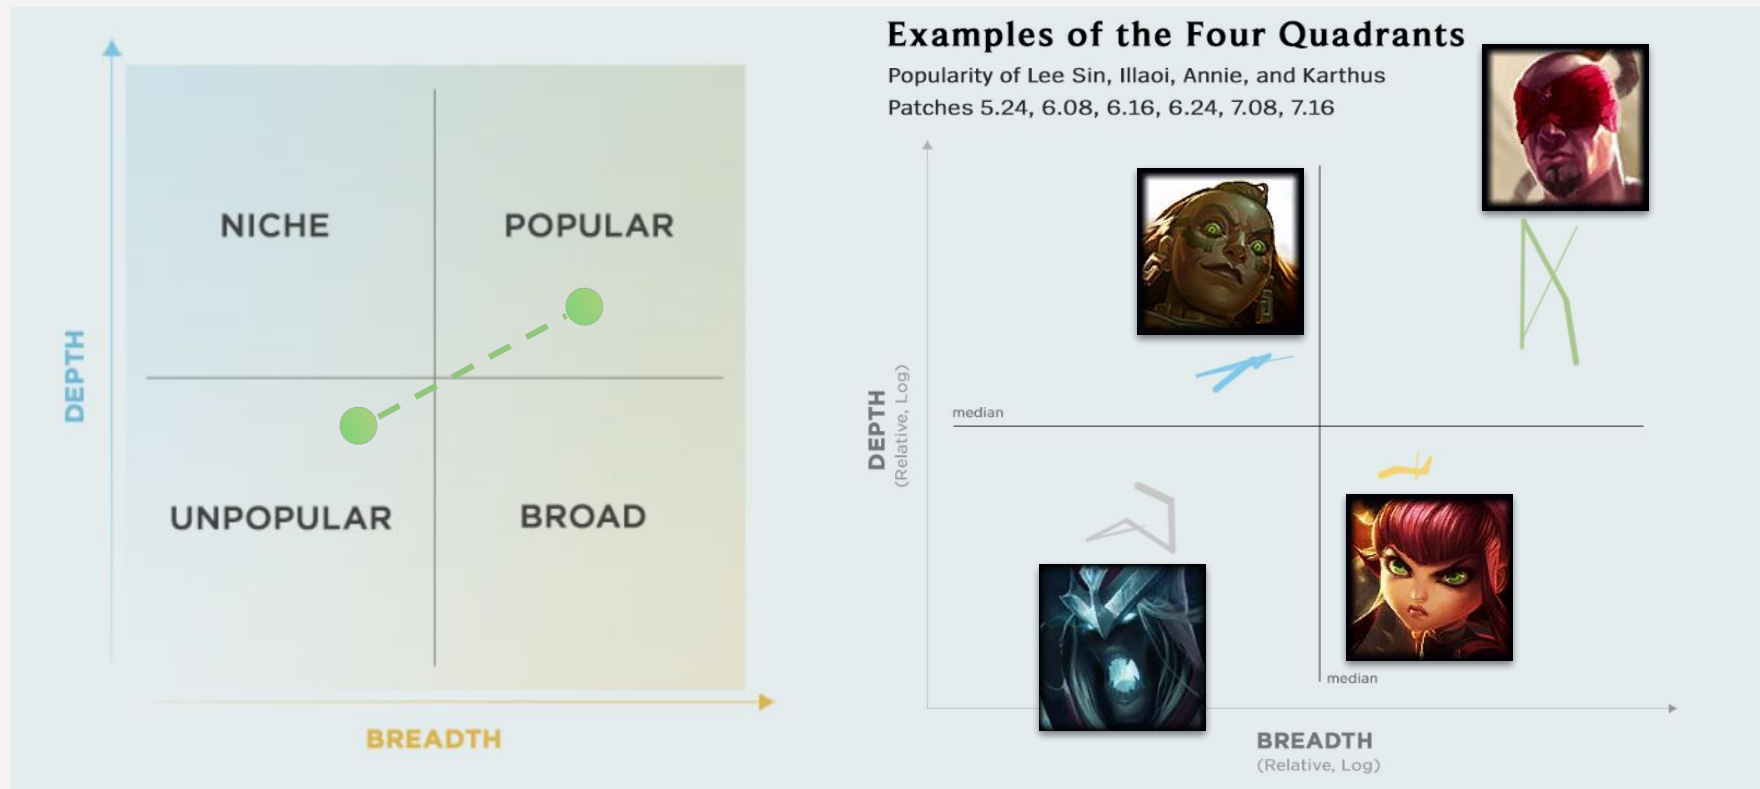 DEPTH
NICHE
POPULAR
UNPOPULAR
BROAD
BREADTH
Examples of the Four Quadrants
Popularity of Lee Sin, Illaoi, Annie, and Karthus
Patches 5.24, 6.08, 6.16, 6.24, 7.08, 7.16
DEPTH
(Relative, Log)
median
median
BREADTH
(Relative, Log)